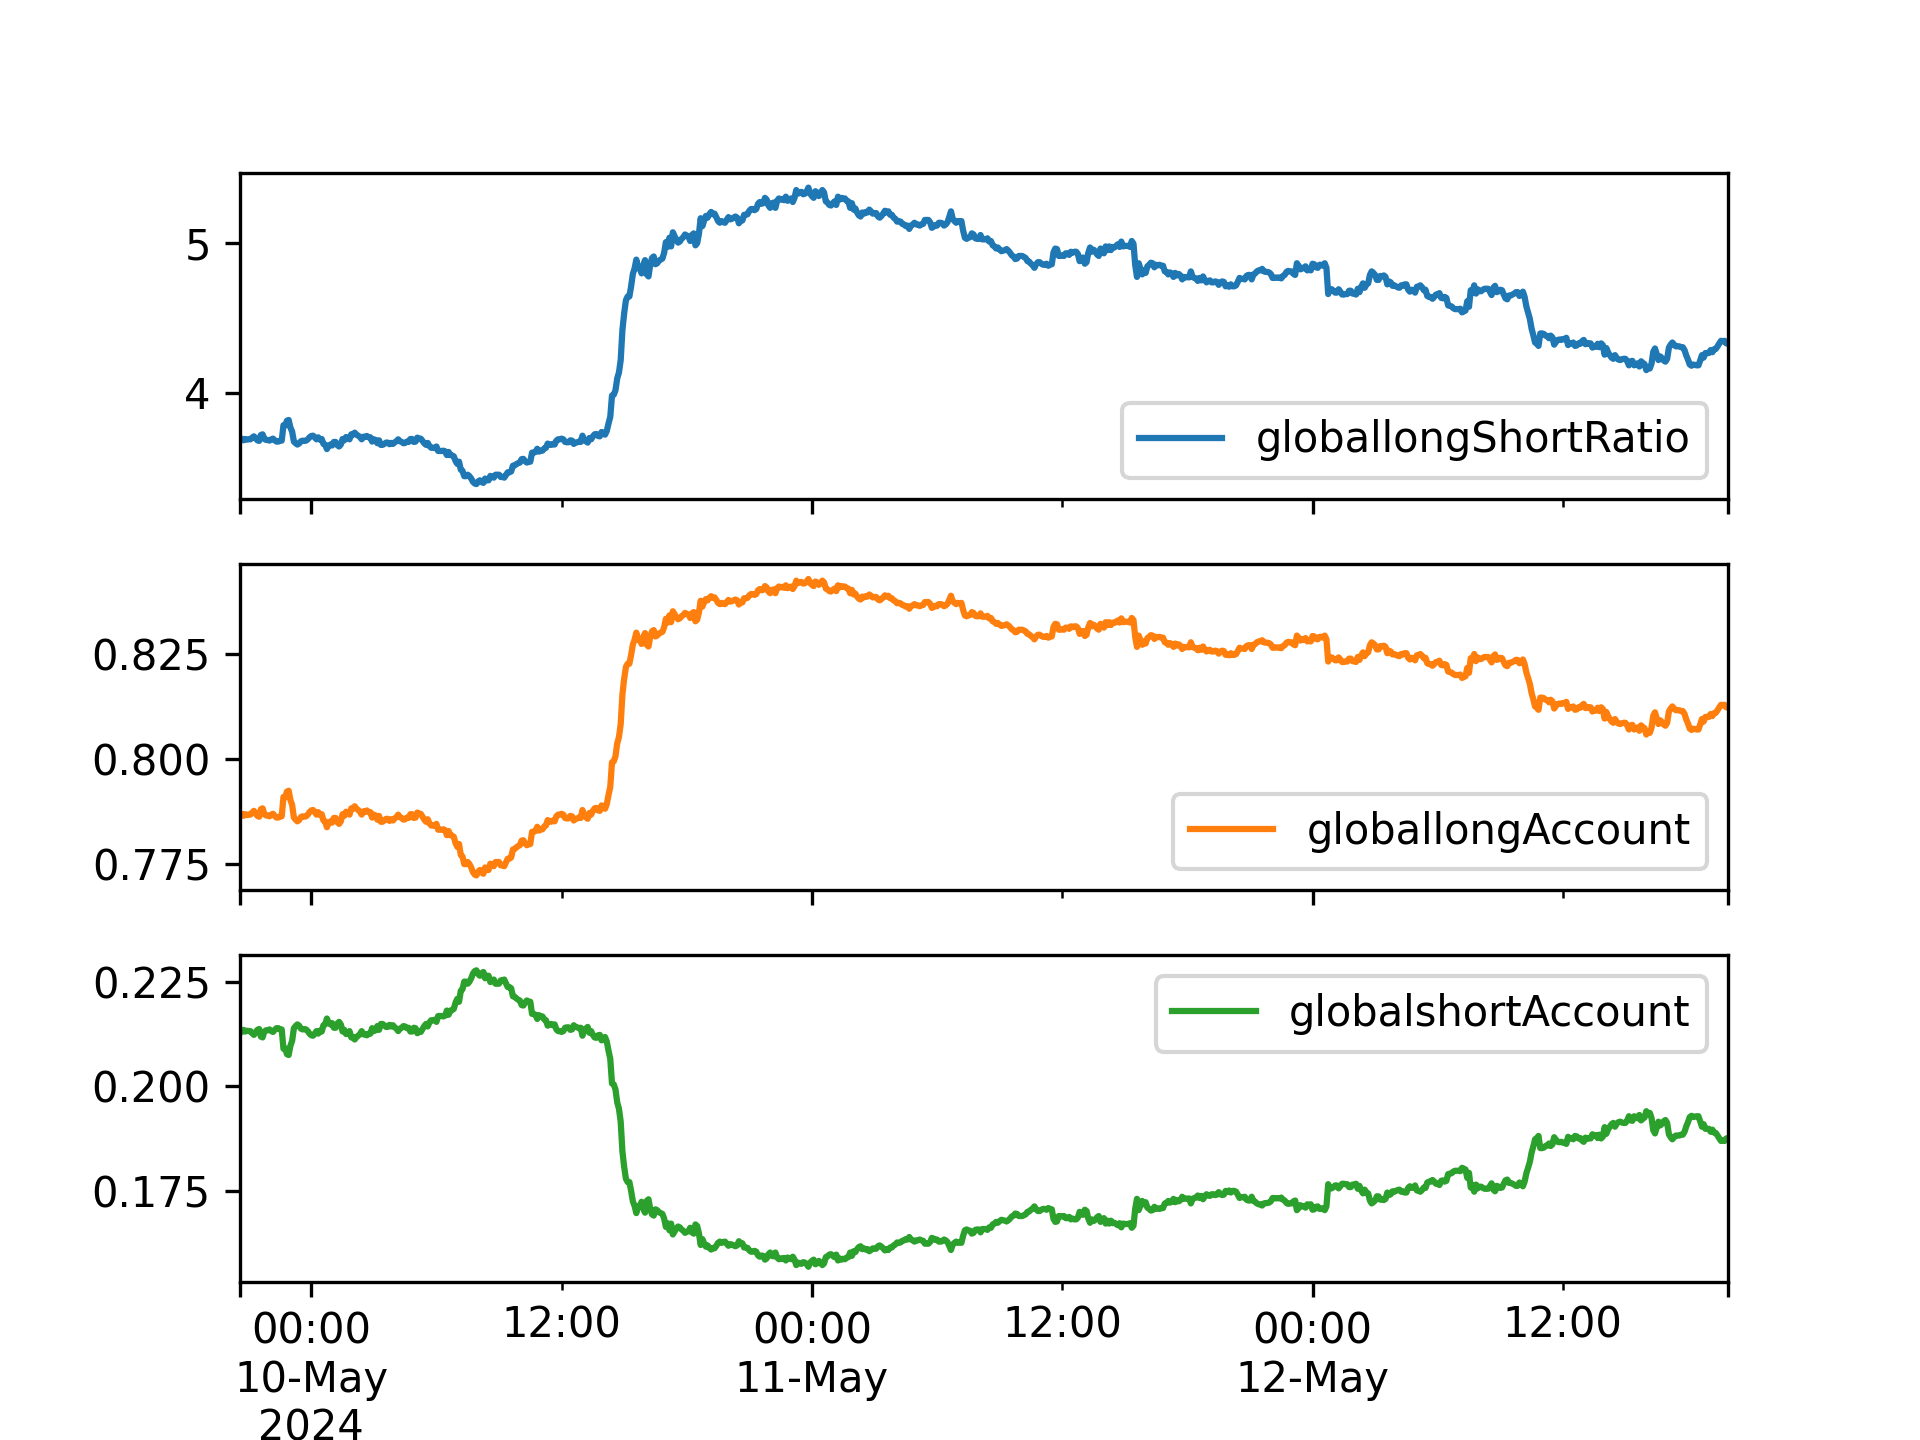 5
4
globallongShortRatio
0.825
0.800
0.775
globallongAccount
0.225
0.200
0.175
globalshortAccount
00:00 12:00 00:00 12:00 00:00 12:00
10-May 11-May 12-May
2024